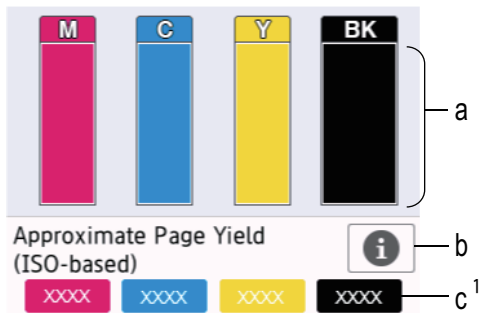 M C Y BK
a
Approximate Page Yield
(ISO-based)
i b
XXXX XXXX XXXX XXXX c 1